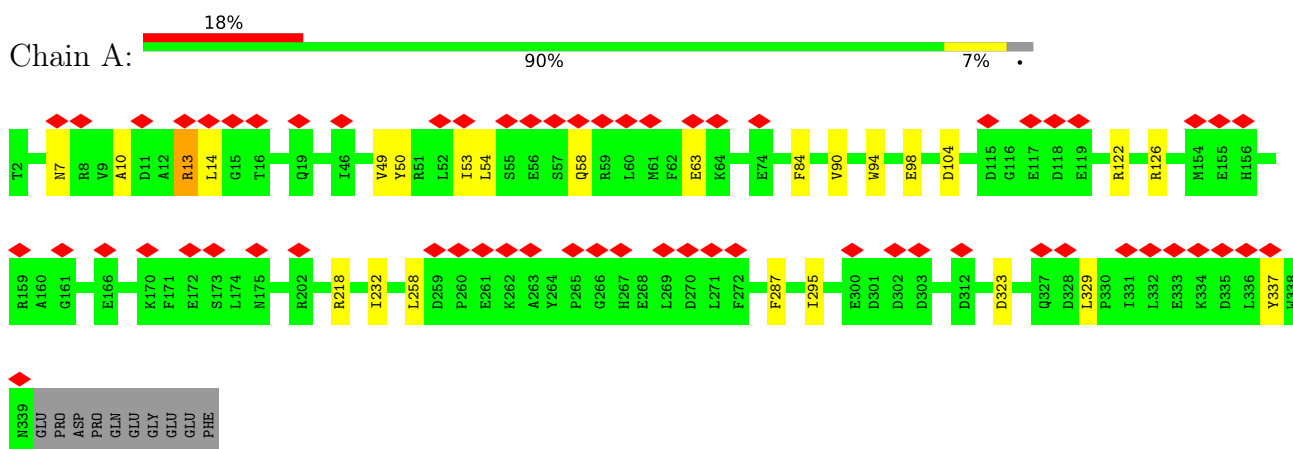 18%
Chain A:
90% 7% •
T2 N7 R8 V9 A10 D11 A12 R13 L14 G15 T16 Q19 I46 V49 Y50 R51 L52 I53 L54 S55 E56 S57 Q58 R59 L60 M61 F62 E63 K64 E74 F84 V90 W94 E98 D104 D115 G116 E117 D118 E119 R122 R126 M154 E155 H156
R159 A160 G161 E166 K170 F171 E172 S173 L174 N175 R202 R218 I232 L258 D259 P260 E261 K262 A263 Y264 P265 G266 H267 E268 L269 D270 L271 F272 F287 I295 E300 D301 D302 D303 D312 D323 Q327 D328 L329 P330 I331 L332 E333 K334 D335 L336 Y337 W338
N339 GLU PRO ASP PRO GLN GLU GLY GLU GLU PHE